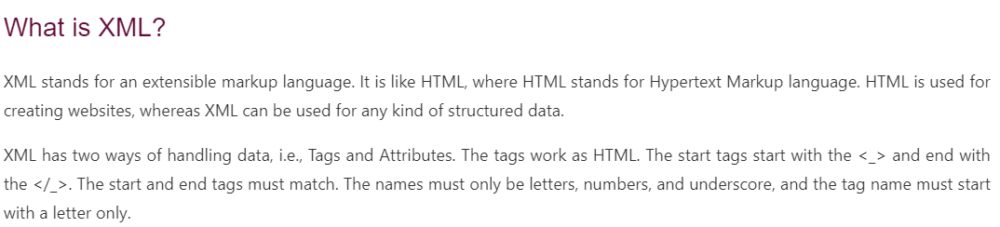 What is XML?
XML stands for an extensible markup language. It is like HTML, where HTML stands for Hypertext Markup language. HTML is used for
creating websites, whereas XML can be used for any kind of structured data.
XML has two ways of handling data, i.e., Tags and Attributes. The tags work as HTML. The start tags start with the <_> and end with
the </_>. The start and end tags must match. The names must only be letters, numbers, and underscore, and the tag name must start
with a letter only.